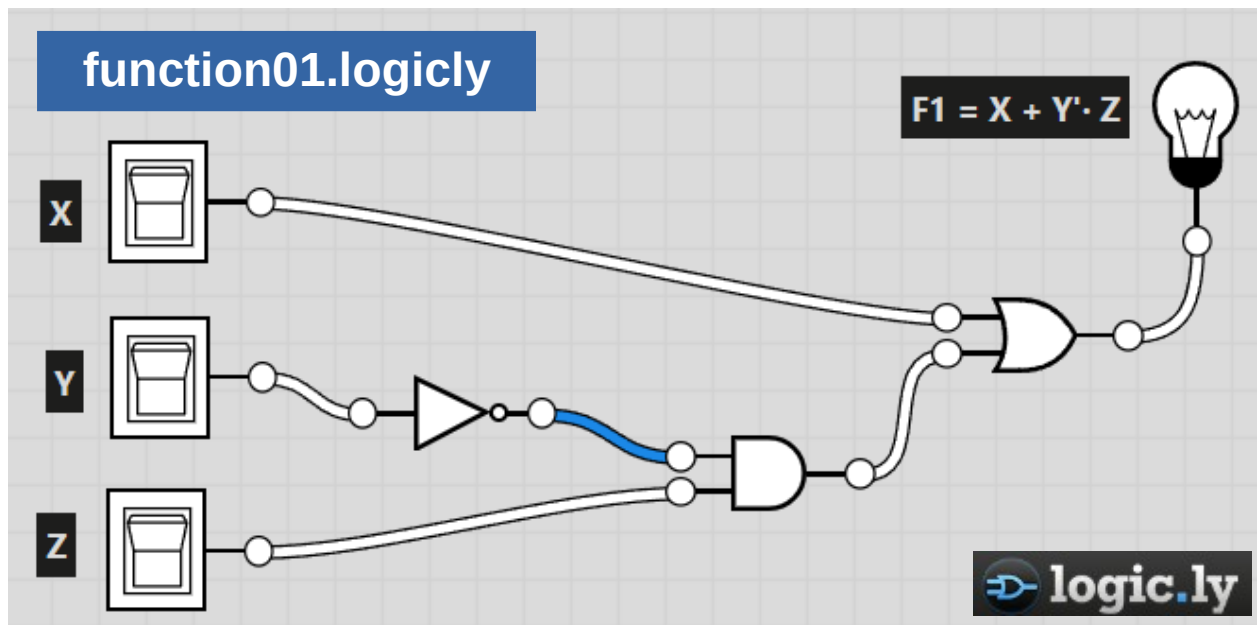 function01.logicly
F1 = X + Y'· Z
X
Y
Z
logic.ly